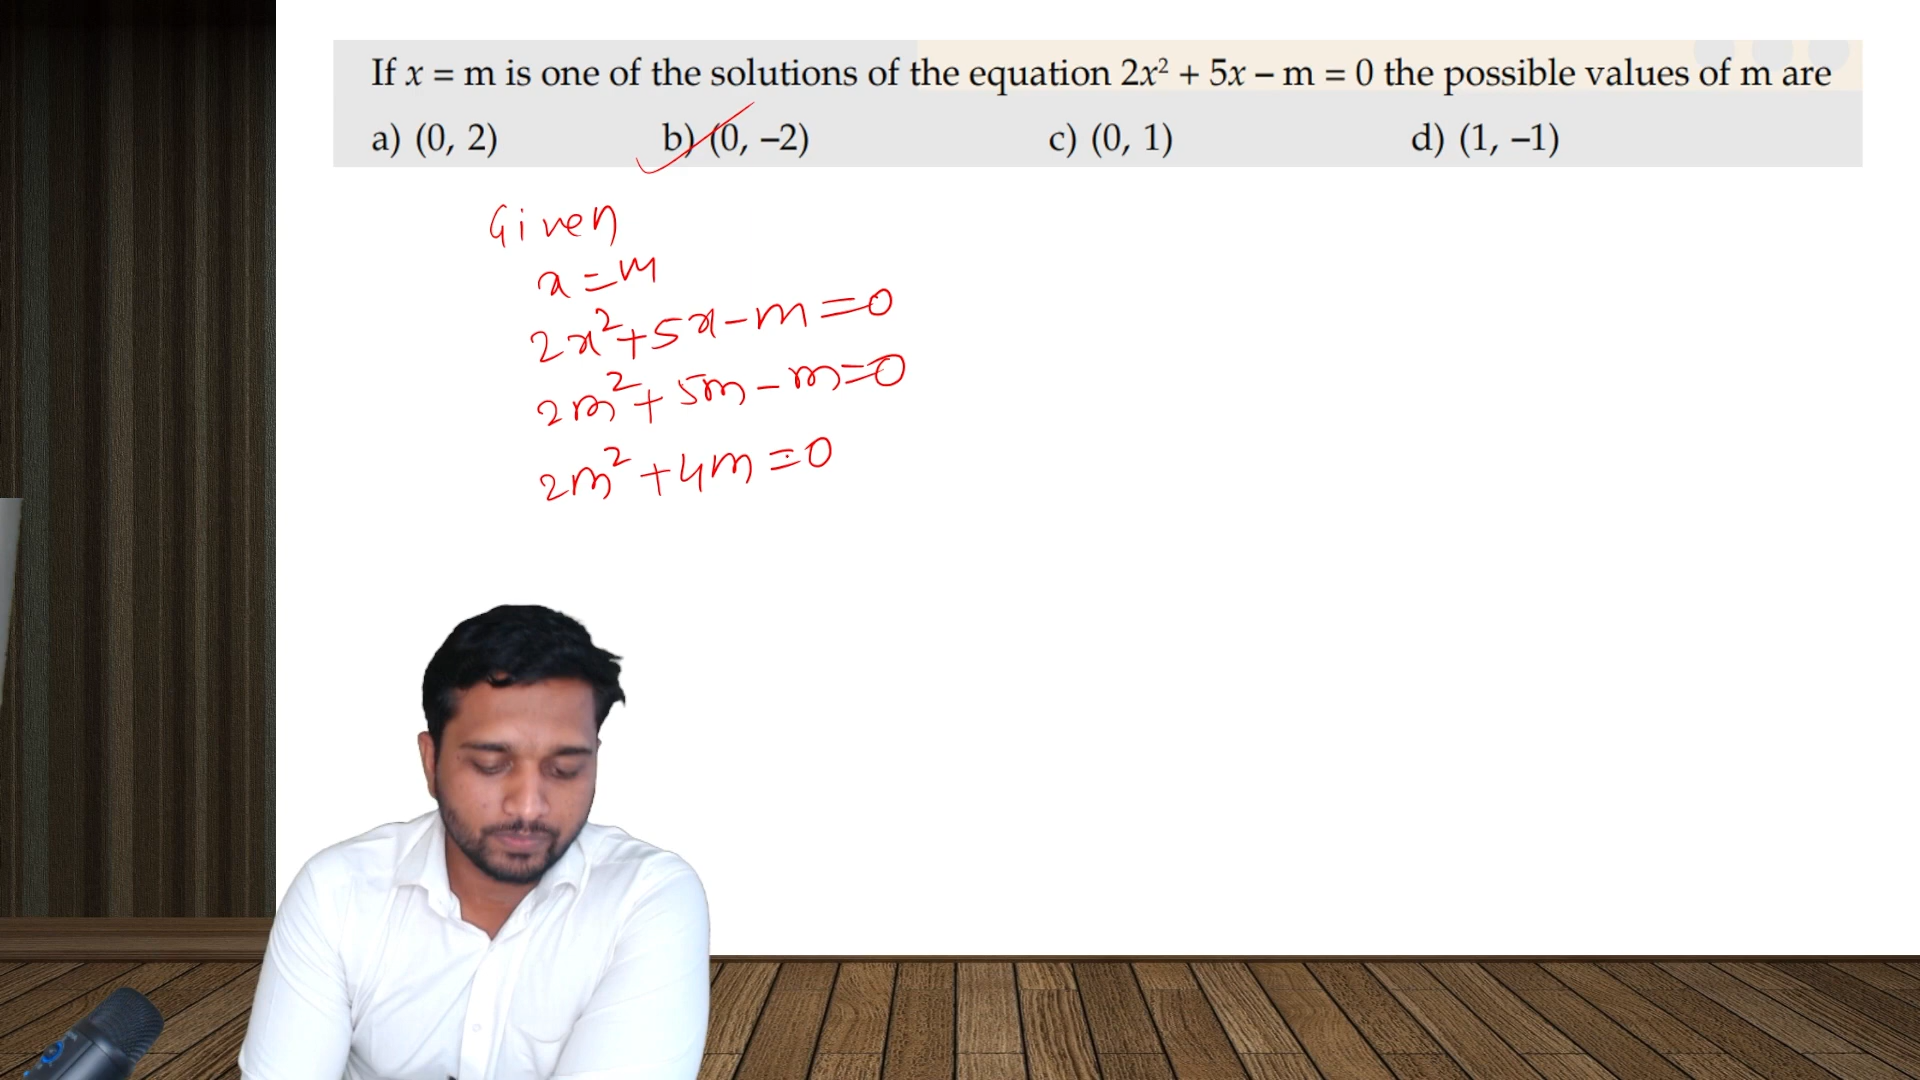 If x = m is one of the solutions of the equation 2x² + 5x – m = 0 the possible values of m are
a) (0, 2) b) (0, –2) c) (0, 1) d) (1, –1)
Given
x = m
2x² + 5x - m = 0
2m² + 5m - m = 0
2m² + 4m = 0